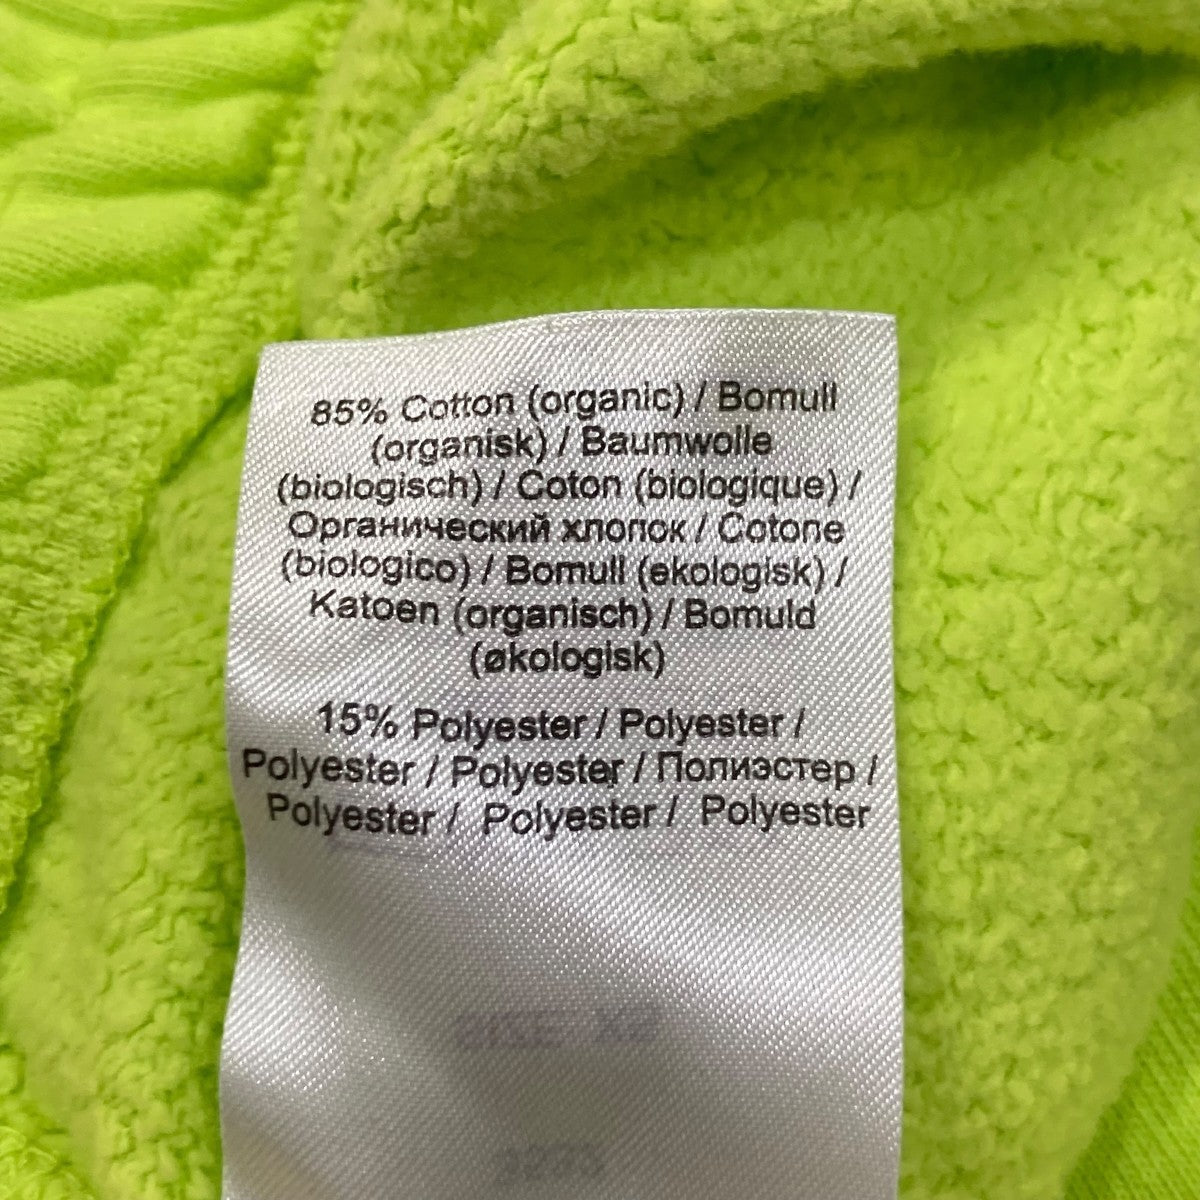 85% Cotton (organic) / Bomull
(organisk) / Baumwolle
(biologisch) / Coton (biologique) /
Органический хлопок / Cotone
(biologico) / Bomull (ekologisk) /
Katoen (organisch) / Bomuld
(økologisk)
15% Polyester / Polyester /
Polyester / Polyester / Полиэстер /
Polyester / Polyester / Polyester